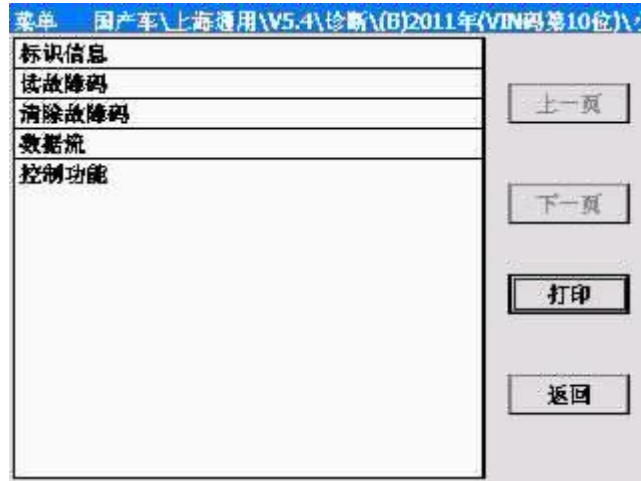 菜单 国产车\上海通用\V5.4\诊断\(B)2011年(VIN码第10位)\
标识信息
读故障码
清除故障码
数据流
控制功能
上一页
下一页
打印
返回